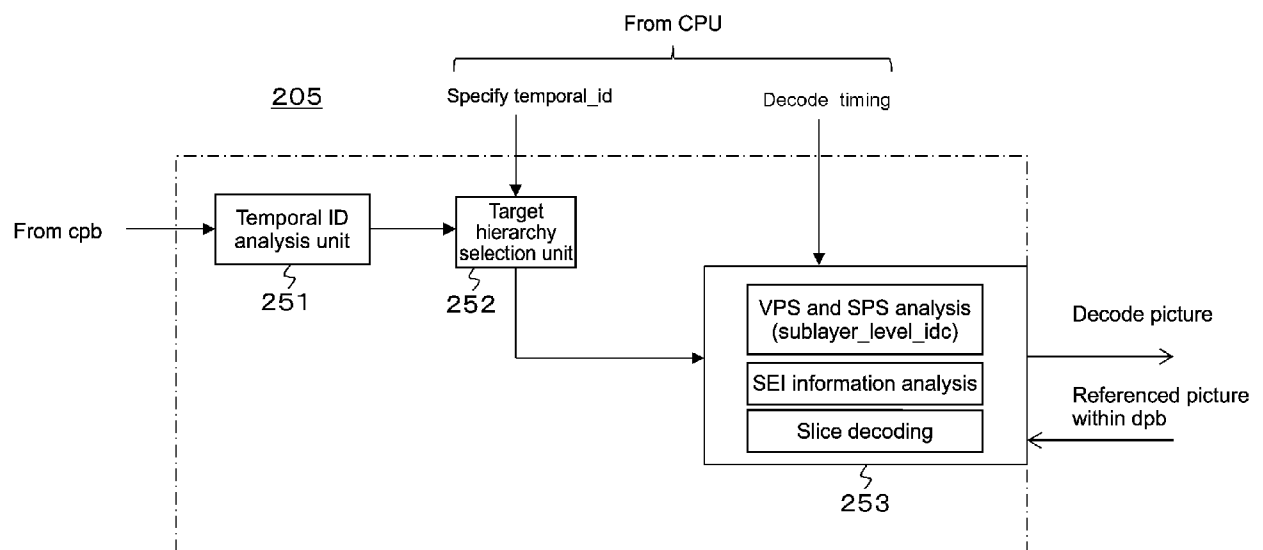 From CPU
205
Specify temporal_id
Decode timing
From cpb
Temporal ID
analysis unit
251
Target
hierarchy
selection unit
252
VPS and SPS analysis
(sublayer_level_idc)
SEI information analysis
Slice decoding
253
Decode picture
Referenced picture
within dpb